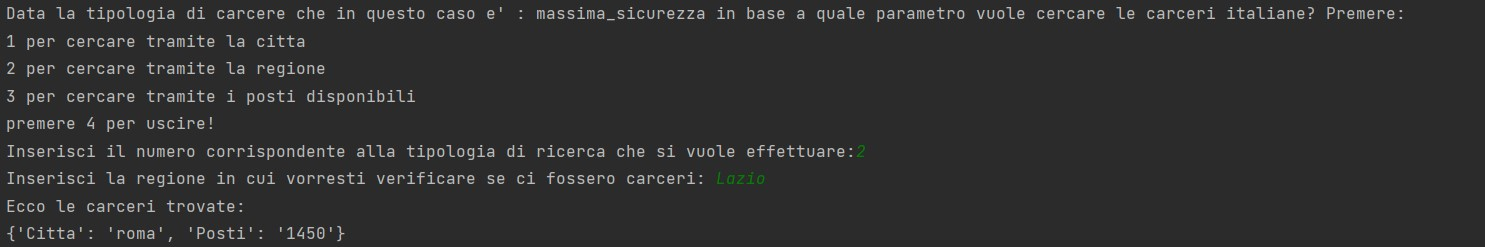 Data la tipologia di carcere che in questo caso e' : massima_sicurezza in base a quale parametro vuole cercare le carceri italiane? Premere:
1 per cercare tramite la citta
2 per cercare tramite la regione
3 per cercare tramite i posti disponibili
premere 4 per uscire!
Inserisci il numero corrispondente alla tipologia di ricerca che si vuole effettuare:2
Inserisci la regione in cui vorresti verificare se ci fossero carceri: Lazio
Ecco le carceri trovate:
{'Citta': 'roma', 'Posti': '1450'}